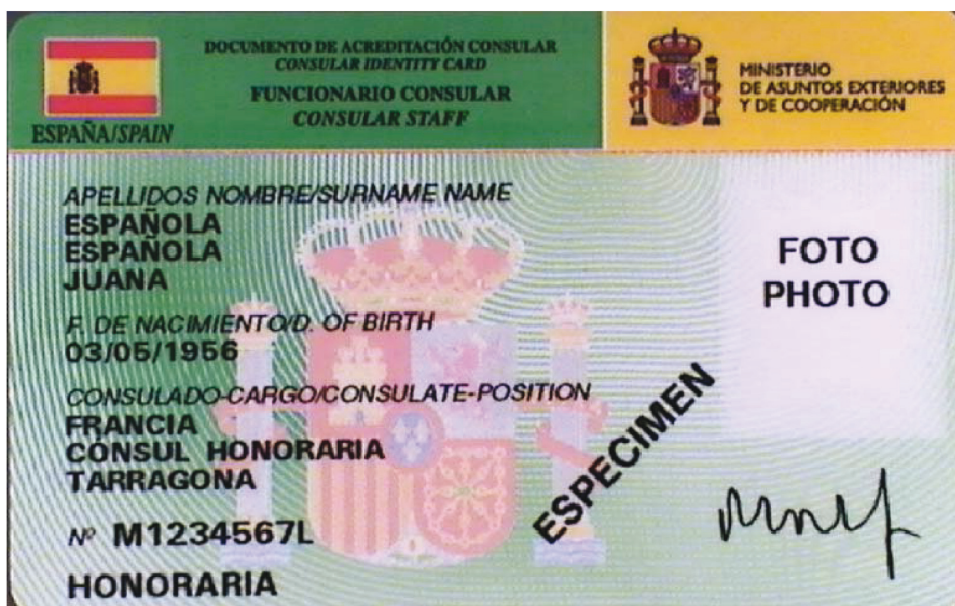 DOCUMENTO DE ACREDITACIÓN CONSULAR
CONSULAR IDENTITY CARD
FUNCIONARIO CONSULAR
CONSULAR STAFF
ESPAÑA/SPAIN
MINISTERIO
DE ASUNTOS EXTERIORES
Y DE COOPERACIÓN
APELLIDOS NOMBRE/SURNAME NAME
ESPAÑOLA
ESPAÑOLA
JUANA
F. DE NACIMIENTO/D. OF BIRTH
03/05/1956
CONSULADO-CARGO/CONSULATE-POSITION
FRANCIA
CONSUL HONORARIA
TARRAGONA
Nº M1234567L
HONORARIA
FOTO
PHOTO
ESPECIMEN